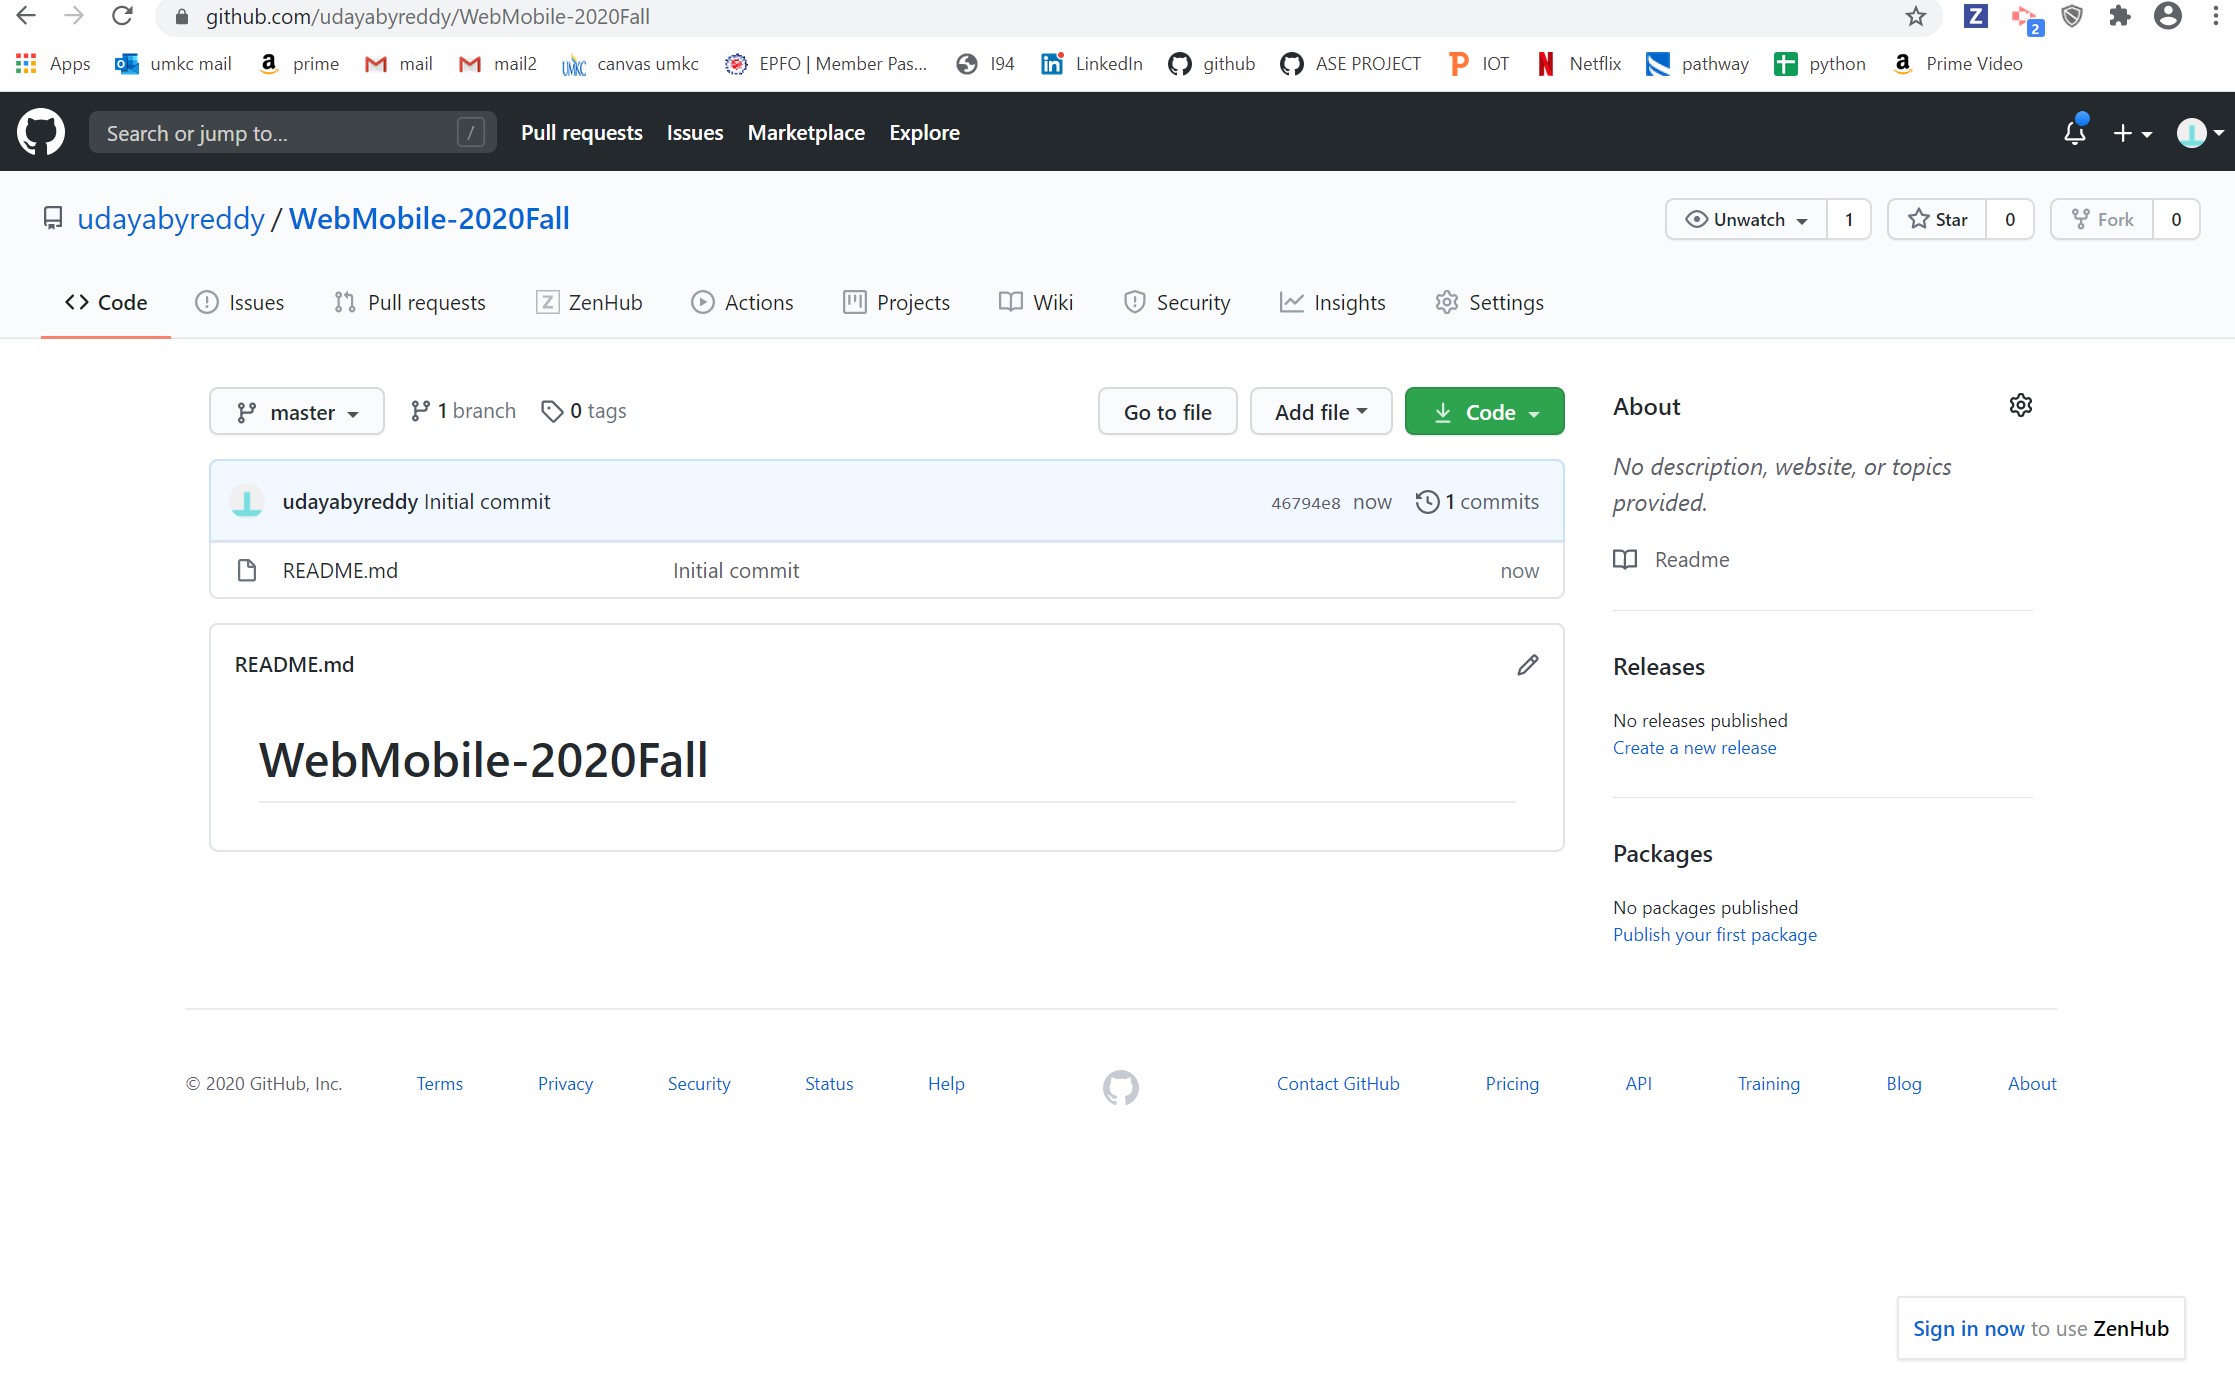 github.com/udayabyreddy/WebMobile-2020Fall
Z
2
Apps umkc mail prime mail mail2 UMKC canvas umkc EPFO | Member Pas... I94 LinkedIn github ASE PROJECT IOT Netflix pathway python Prime Video
Search or jump to... / Pull requests Issues Marketplace Explore
udayabyreddy / WebMobile-2020Fall Unwatch 1 Star 0 Fork 0
Code Issues Pull requests ZenHub Actions Projects Wiki Security Insights Settings
master 1 branch 0 tags Go to file Add file Code
udayabyreddy Initial commit 46794e8 now 1 commits
README.md Initial commit now
README.md
WebMobile-2020Fall
About
No description, website, or topics
provided.
Readme
Releases
No releases published
Create a new release
Packages
No packages published
Publish your first package
© 2020 GitHub, Inc. Terms Privacy Security Status Help Contact GitHub Pricing API Training Blog About
Sign in now to use ZenHub